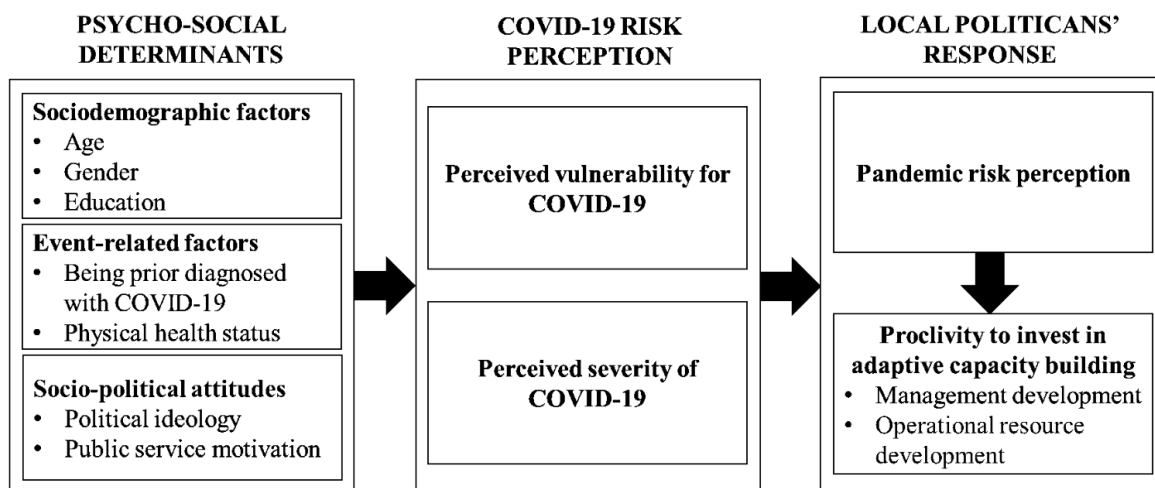 PSYCHO-SOCIAL
DETERMINANTS
Sociodemographic factors
• Age
• Gender
• Education
Event-related factors
• Being prior diagnosed
with COVID-19
• Physical health status
Socio-political attitudes
• Political ideology
• Public service motivation
COVID-19 RISK
PERCEPTION
Perceived vulnerability for
COVID-19
Perceived severity of
COVID-19
LOCAL POLITICANS’
RESPONSE
Pandemic risk perception
Proclivity to invest in
adaptive capacity building
• Management development
• Operational resource
development